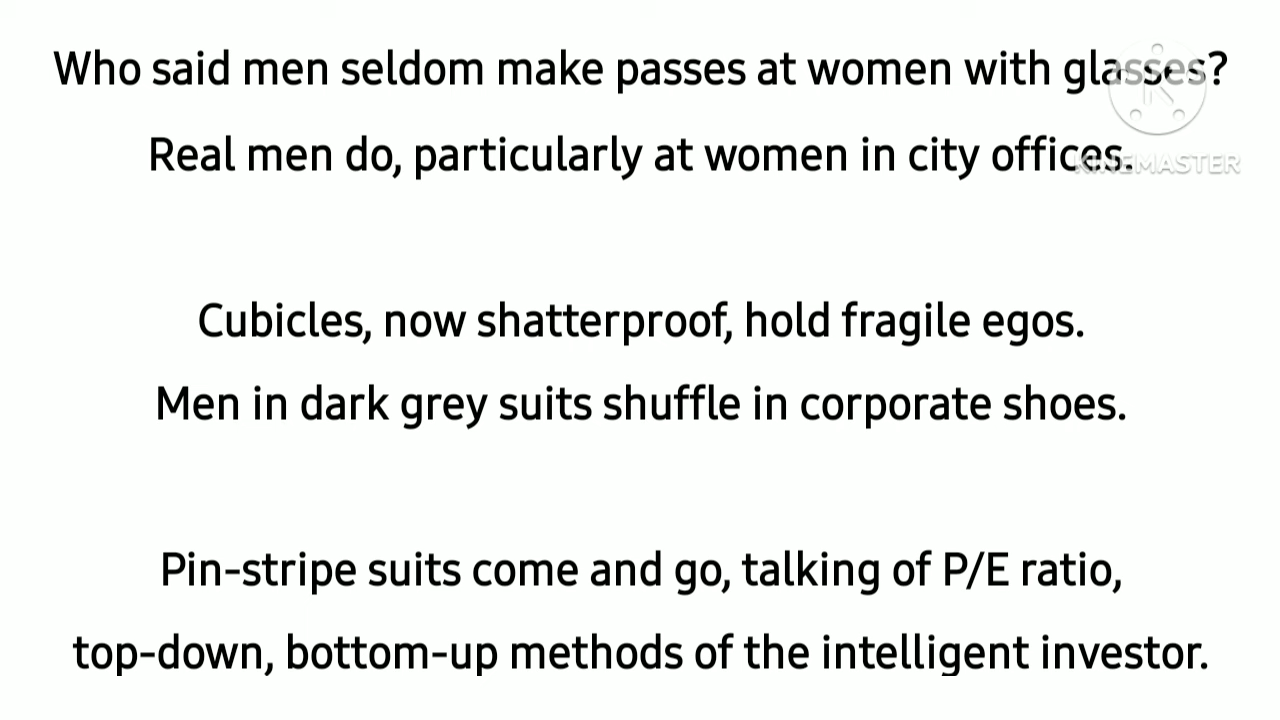 Who said men seldom make passes at women with glasses?
Real men do, particularly at women in city offices.
Cubicles, now shatterproof, hold fragile egos.
Men in dark grey suits shuffle in corporate shoes.
Pin-stripe suits come and go, talking of P/E ratio,
top-down, bottom-up methods of the intelligent investor.
KINEMASTER